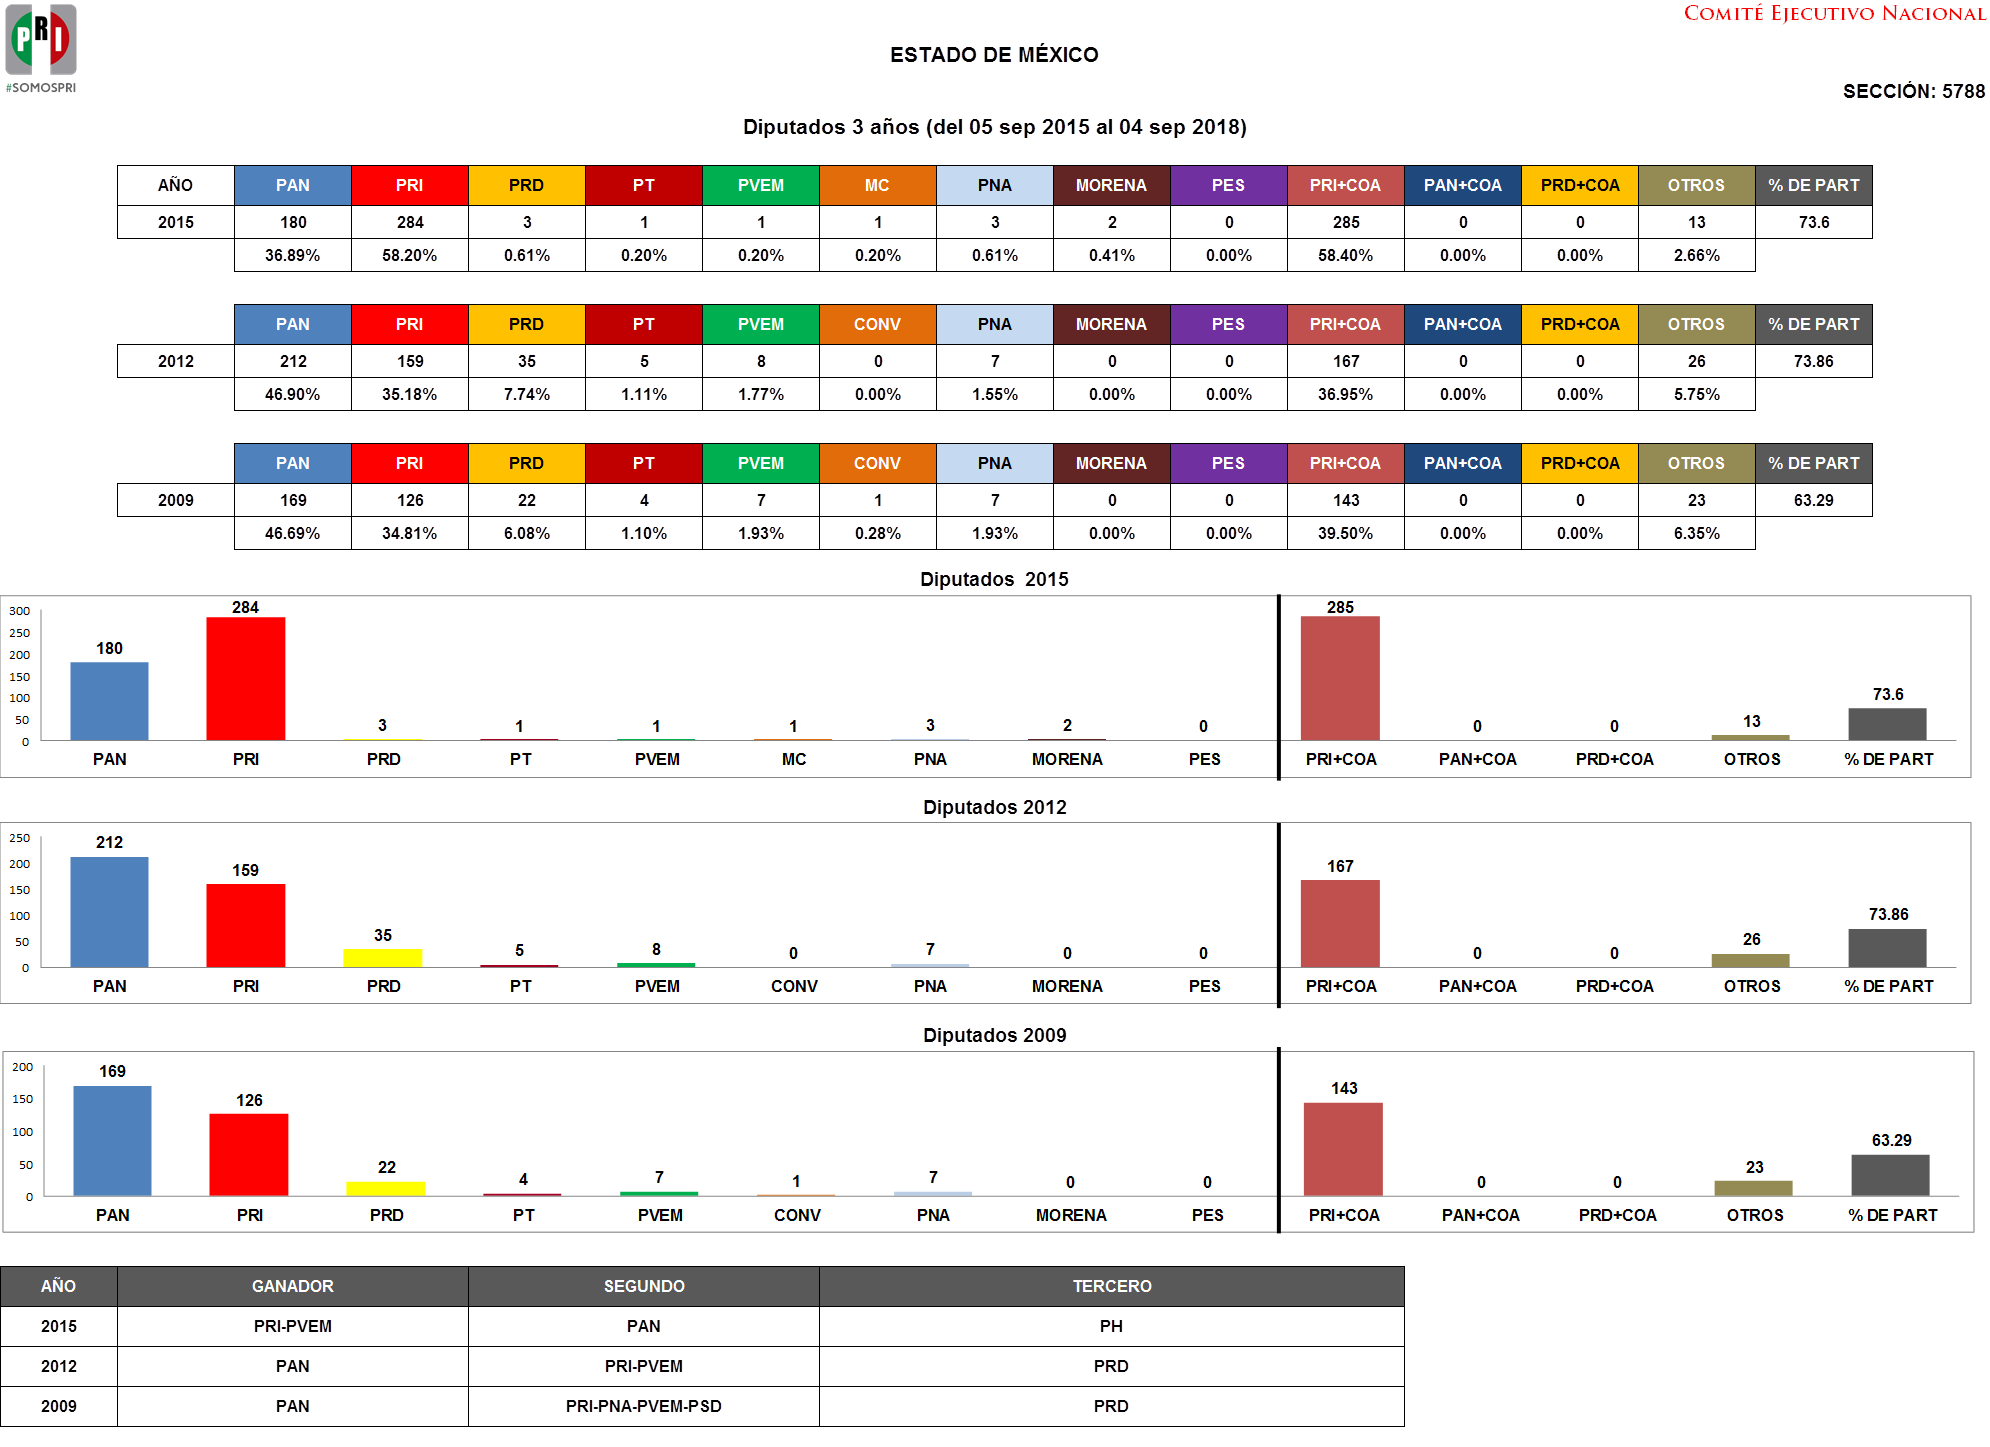 PRI
#SOMOSPRI
COMITÉ EJECUTIVO NACIONAL
ESTADO DE MÉXICO
SECCIÓN: 5788
Diputados 3 años (del 05 sep 2015 al 04 sep 2018)
AÑO PAN PRI PRD PT PVEM MC PNA MORENA PES PRI+COA PAN+COA PRD+COA OTROS % DE PART
2015 180 284 3 1 1 1 3 2 0 285 0 0 13 73.6
36.89% 58.20% 0.61% 0.20% 0.20% 0.20% 0.61% 0.41% 0.00% 58.40% 0.00% 0.00% 2.66%
PAN PRI PRD PT PVEM CONV PNA MORENA PES PRI+COA PAN+COA PRD+COA OTROS % DE PART
2012 212 159 35 5 8 0 7 0 0 167 0 0 26 73.86
46.90% 35.18% 7.74% 1.11% 1.77% 0.00% 1.55% 0.00% 0.00% 36.95% 0.00% 0.00% 5.75%
PAN PRI PRD PT PVEM CONV PNA MORENA PES PRI+COA PAN+COA PRD+COA OTROS % DE PART
2009 169 126 22 4 7 1 7 0 0 143 0 0 23 63.29
46.69% 34.81% 6.08% 1.10% 1.93% 0.28% 1.93% 0.00% 0.00% 39.50% 0.00% 0.00% 6.35%
Diputados 2015
300
250
200
150
100
50
0
180 284 3 1 1 1 3 2 0 285 0 0 13 73.6
PAN PRI PRD PT PVEM MC PNA MORENA PES PRI+COA PAN+COA PRD+COA OTROS % DE PART
Diputados 2012
250
200
150
100
50
0
212 159 35 5 8 0 7 0 0 167 0 0 26 73.86
PAN PRI PRD PT PVEM CONV PNA MORENA PES PRI+COA PAN+COA PRD+COA OTROS % DE PART
Diputados 2009
200
150
100
50
0
169 126 22 4 7 1 7 0 0 143 0 0 23 63.29
PAN PRI PRD PT PVEM CONV PNA MORENA PES PRI+COA PAN+COA PRD+COA OTROS % DE PART
AÑO GANADOR SEGUNDO TERCERO
2015 PRI-PVEM PAN PH
2012 PAN PRI-PVEM PRD
2009 PAN PRI-PNA-PVEM-PSD PRD